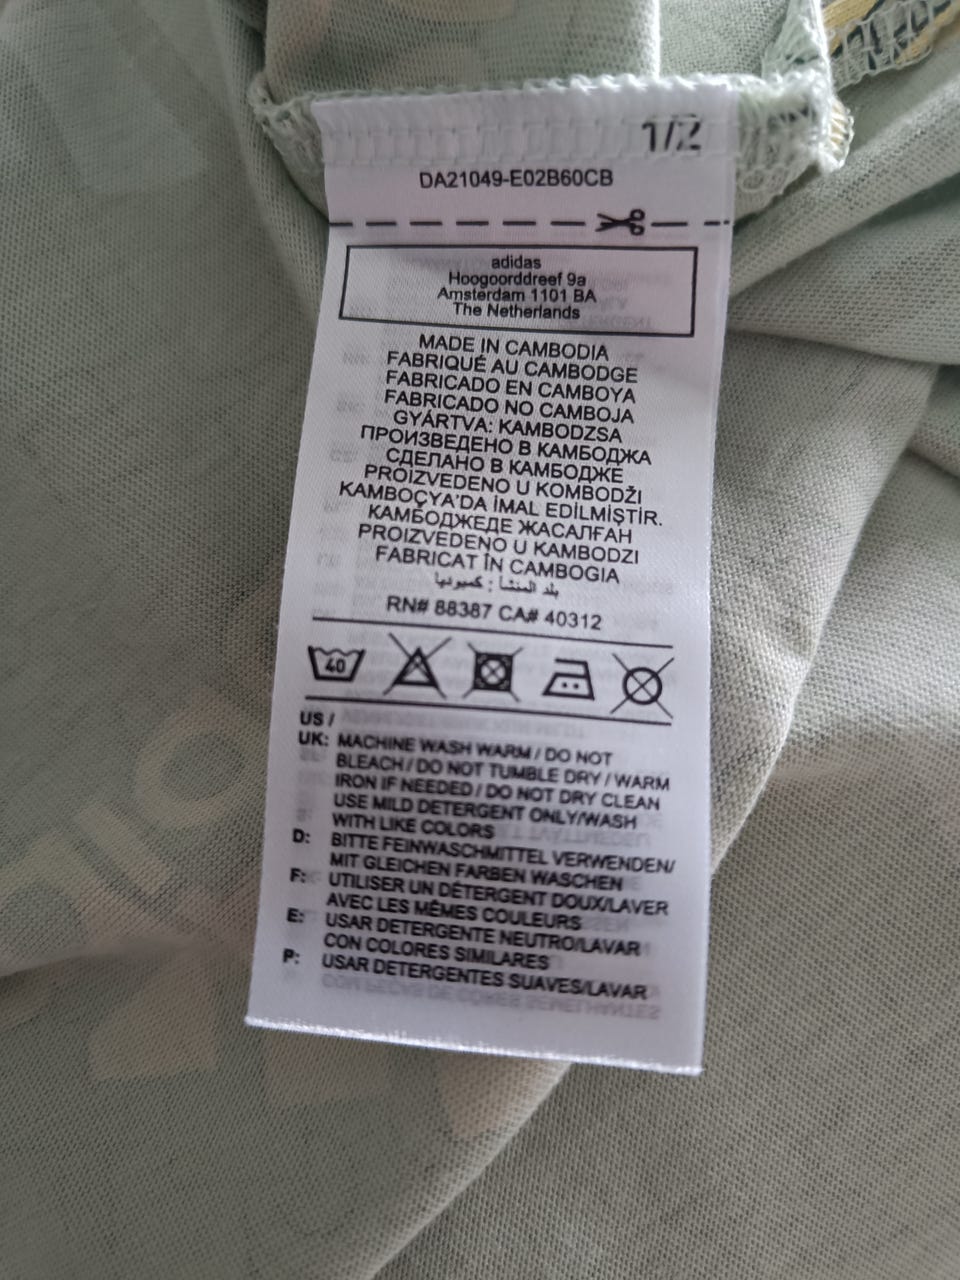 1/2
DA21049-E02B60CB
adidas
Hoogoorddreef 9a
Amsterdam 1101 BA
The Netherlands
MADE IN CAMBODIA
FABRIQUÉ AU CAMBODGE
FABRICADO EN CAMBOYA
FABRICADO NO CAMBOJA
GYÁRTVA: KAMBODZSA
ПРОИЗВЕДЕНО В КАМБОДЖА
СДЕЛАНО В КАМБОДЖЕ
PROIZVEDENO U KOMBODŽI
KAMBOÇYA'DA İMAL EDİLMİŞTİR.
КАМБОДЖЕДЕ ЖАСАЛҒАН
PROIZVEDENO U KAMBODZI
FABRICAT ÎN CAMBOGIA
بلد المنشأ : كمبوديا
RN# 88387 CA# 40312
40
US /
UK: MACHINE WASH WARM / DO NOT
BLEACH / DO NOT TUMBLE DRY / WARM
IRON IF NEEDED / DO NOT DRY CLEAN
USE MILD DETERGENT ONLY/WASH
WITH LIKE COLORS
D: BITTE FEINWASCHMITTEL VERWENDEN/
MIT GLEICHEN FARBEN WASCHEN
F: UTILISER UN DÉTERGENT DOUX/LAVER
AVEC LES MÊMES COULEURS
E: USAR DETERGENTE NEUTRO/LAVAR
CON COLORES SIMILARES
P: USAR DETERGENTES SUAVES/LAVAR